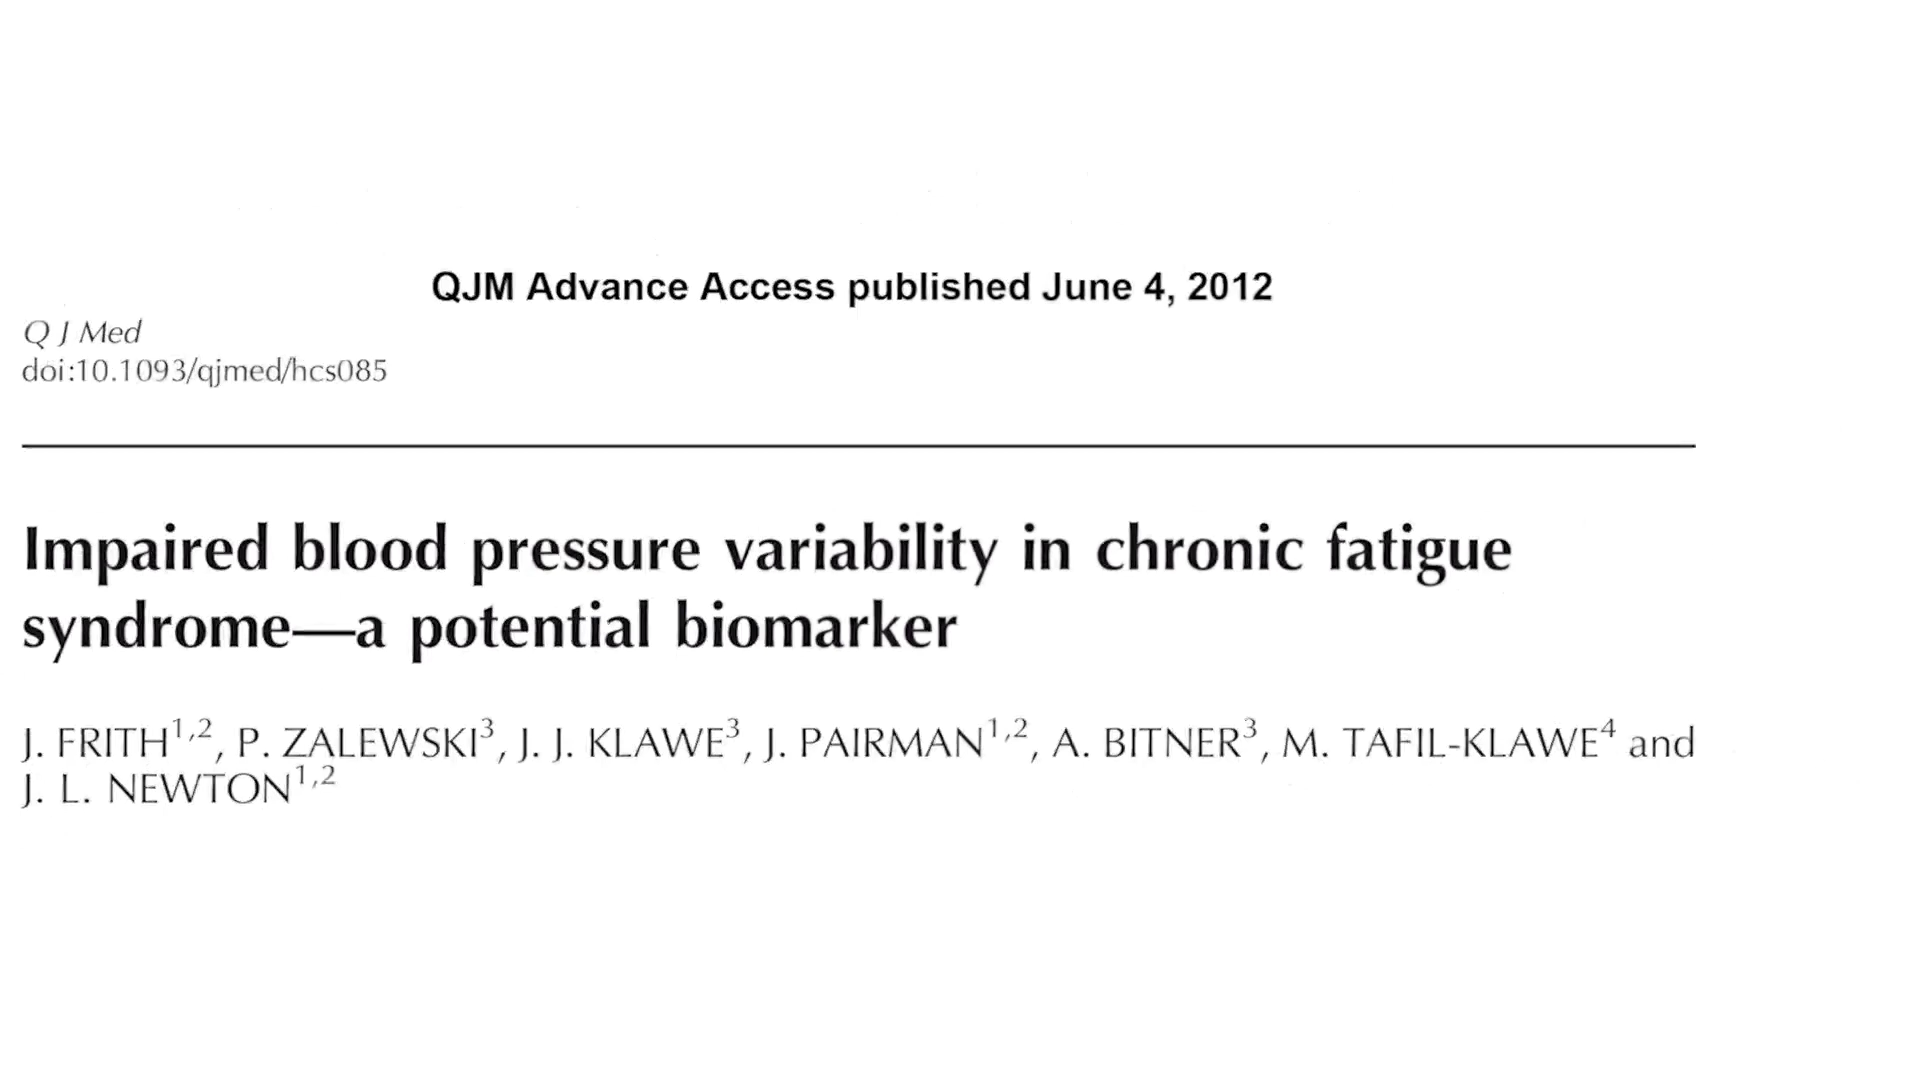 QJM Advance Access published June 4, 2012
Q J Med
doi:10.1093/qjmed/hcs085
Impaired blood pressure variability in chronic fatigue
syndrome—a potential biomarker
J. FRITH1,2, P. ZALEWSKI3, J. J. KLAWE3, J. PAIRMAN1,2, A. BITNER3, M. TAFIL-KLAWE4 and
J. L. NEWTON1,2